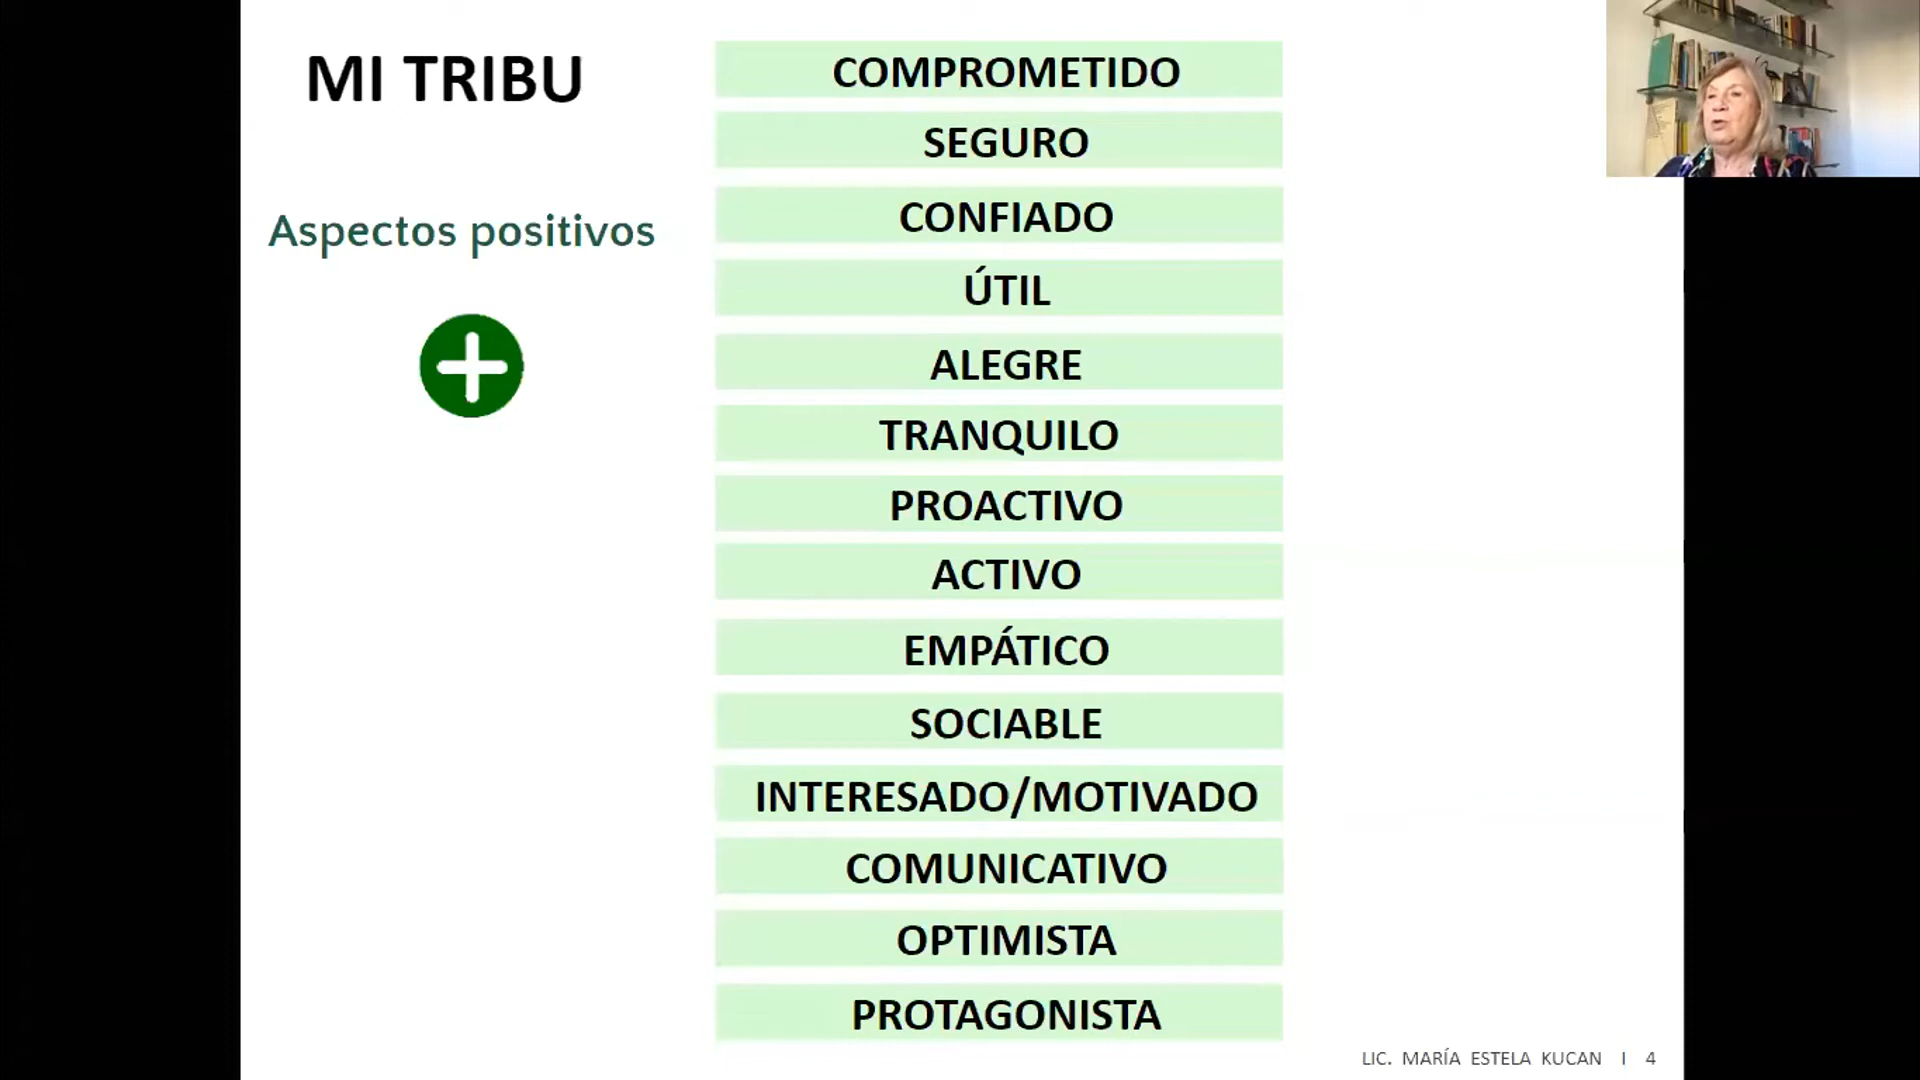 MI TRIBU
Aspectos positivos
COMPROMETIDO
SEGURO
CONFIADO
ÚTIL
ALEGRE
TRANQUILO
PROACTIVO
ACTIVO
EMPÁTICO
SOCIABLE
INTERESADO/MOTIVADO
COMUNICATIVO
OPTIMISTA
PROTAGONISTA
LIC. MARÍA ESTELA KUCAN I 4